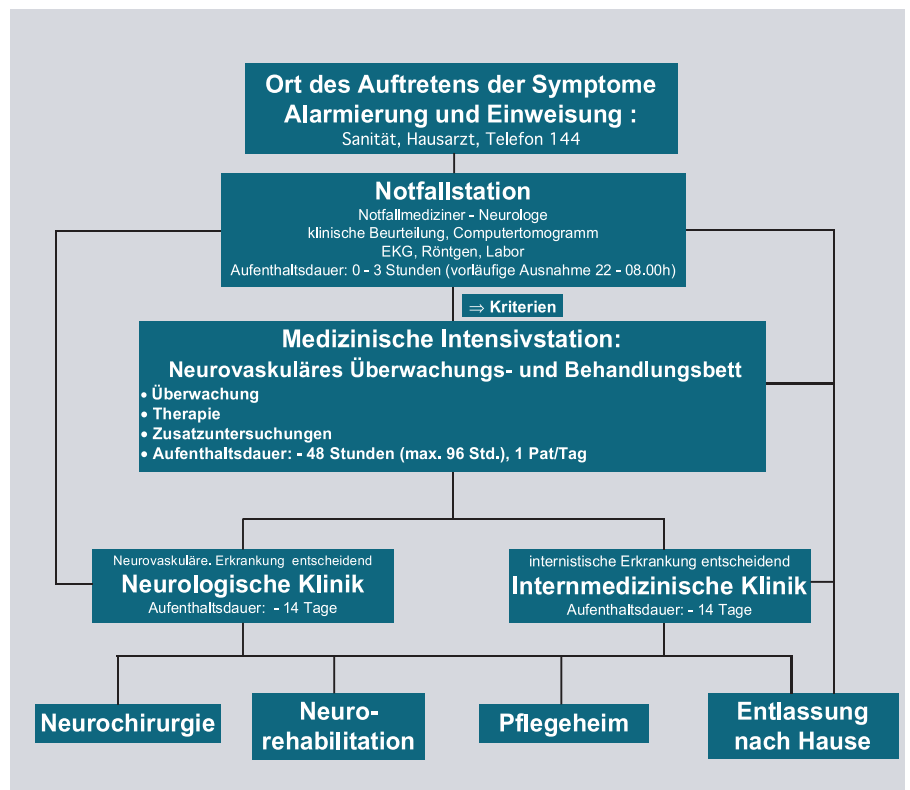 Ort des Auftretens der Symptome
Alarmierung und Einweisung :
Sanität, Hausarzt, Telefon 144
Notfallstation
Notfallmediziner - Neurologe
klinische Beurteilung, Computertomogramm
EKG, Röntgen, Labor
Aufenthaltsdauer: 0 - 3 Stunden (vorläufige Ausnahme 22 - 08.00h)
⇒ Kriterien
Medizinische Intensivstation:
Neurovaskuläres Überwachungs- und Behandlungsbett
• Überwachung
• Therapie
• Zusatzuntersuchungen
• Aufenthaltsdauer: - 48 Stunden (max. 96 Std.), 1 Pat/Tag
Neurovaskuläre. Erkrankung entscheidend
Neurologische Klinik
Aufenthaltsdauer: - 14 Tage
internistische Erkrankung entscheidend
Internmedizinische Klinik
Aufenthaltsdauer: - 14 Tage
Neurochirurgie
Neuro-
rehabilitation
Pflegeheim
Entlassung
nach Hause